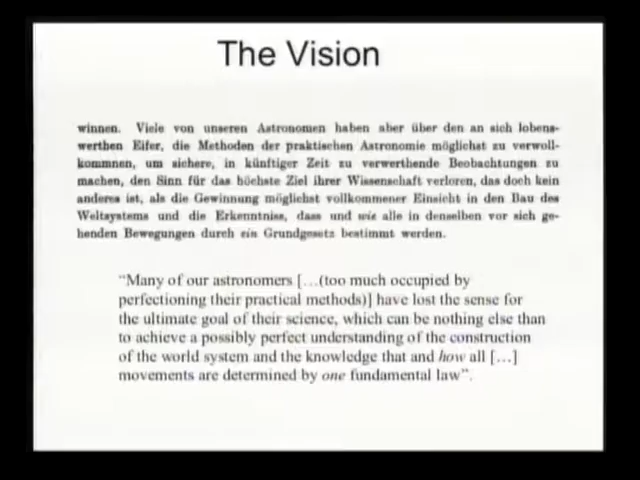 The Vision
winnen. Viele von unseren Astronomen haben aber über den an sich lobens-
werthen Eifer, die Methoden der praktischen Astronomie möglichst zu verwoll-
kommnen, um sichere, in künftiger Zeit zu verwerthende Beobachtungen zu
machen, den Sinn für das höchste Ziel ihrer Wissenschaft verloren, das doch kein
anderes ist, als die Gewinnung möglichst vollkommener Einsicht in den Bau des
Weltsystems und die Erkenntniss, dass und wie alle in denselben vor sich ge-
henden Bewegungen durch ein Grundgesetz bestimmt werden.
“Many of our astronomers […(too much occupied by
perfectioning their practical methods)] have lost the sense for
the ultimate goal of their science, which can be nothing else than
to achieve a possibly perfect understanding of the construction
of the world system and the knowledge that and how all […]
movements are determined by one fundamental law”.